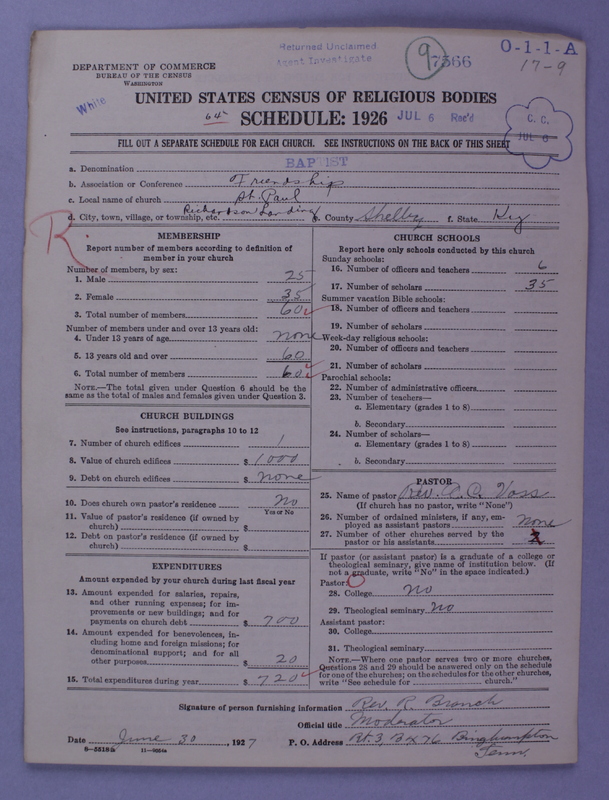 Returned Unclaimed
Agent Investigate
9
7366
O-1-1-A
17-9
DEPARTMENT OF COMMERCE
BUREAU OF THE CENSUS
WASHINGTON
White
UNITED STATES CENSUS OF RELIGIOUS BODIES
SCHEDULE: 1926
JUL 6 Rec'd
C. C.
JUL 6
FILL OUT A SEPARATE SCHEDULE FOR EACH CHURCH. SEE INSTRUCTIONS ON THE BACK OF THIS SHEET
a. Denomination BAPTIST
b. Association or Conference Friendship
c. Local name of church St. Paul
d. City, town, village, or township, etc. Richardson Landing e. County Shelby f. State Ky
R.
MEMBERSHIP
Report number of members according to definition of
member in your church
Number of members, by sex:
1. Male 25
2. Female 35
3. Total number of members 60
Number of members under and over 13 years old:
4. Under 13 years of age none
5. 13 years old and over 60
6. Total number of members 60
NOTE.—The total given under Question 6 should be the
same as the total of males and females given under Question 3.
CHURCH BUILDINGS
See instructions, paragraphs 10 to 12
7. Number of church edifices 1
8. Value of church edifices $ 1000
9. Debt on church edifices $ none
10. Does church own pastor's residence No
Yes or No
11. Value of pastor's residence (if owned by
church) $
12. Debt on pastor's residence (if owned by
church) $
EXPENDITURES
Amount expended by your church during last fiscal year
13. Amount expended for salaries, repairs,
and other running expenses; for im-
provements or new buildings; and for
payments on church debt $ 700
14. Amount expended for benevolences, in-
cluding home and foreign missions; for
denominational support; and for all
other purposes $ 20
15. Total expenditures during year $ 720
CHURCH SCHOOLS
Report here only schools conducted by this church
Sunday schools:
16. Number of officers and teachers 6
17. Number of scholars 35
Summer vacation Bible schools:
18. Number of officers and teachers
19. Number of scholars
Week-day religious schools:
20. Number of officers and teachers
21. Number of scholars
Parochial schools:
22. Number of administrative officers
23. Number of teachers—
a. Elementary (grades 1 to 8)
b. Secondary
24. Number of scholars—
a. Elementary (grades 1 to 8)
b. Secondary
PASTOR
25. Name of pastor Rev. A. C. Voss
(If church has no pastor, write "None")
26. Number of ordained ministers, if any, em-
ployed as assistant pastors none
27. Number of other churches served by the
pastor or his assistants
If pastor (or assistant pastor) is a graduate of a college or
theological seminary, give name of institution below. (If
not a graduate, write "No" in the space indicated.)
Pastor:
28. College No
29. Theological seminary No
Assistant pastor:
30. College
31. Theological seminary
NOTE.—Where one pastor serves two or more churches,
Questions 28 and 29 should be answered only on the schedule
for one of the churches; on the schedules for the other churches,
write "See schedule for church."
Signature of person furnishing information Rev. R. Branch
Official title Moderator
Date June 30, 1927 P. O. Address Rt. 3, Box 76 Binghampton
Tenn.